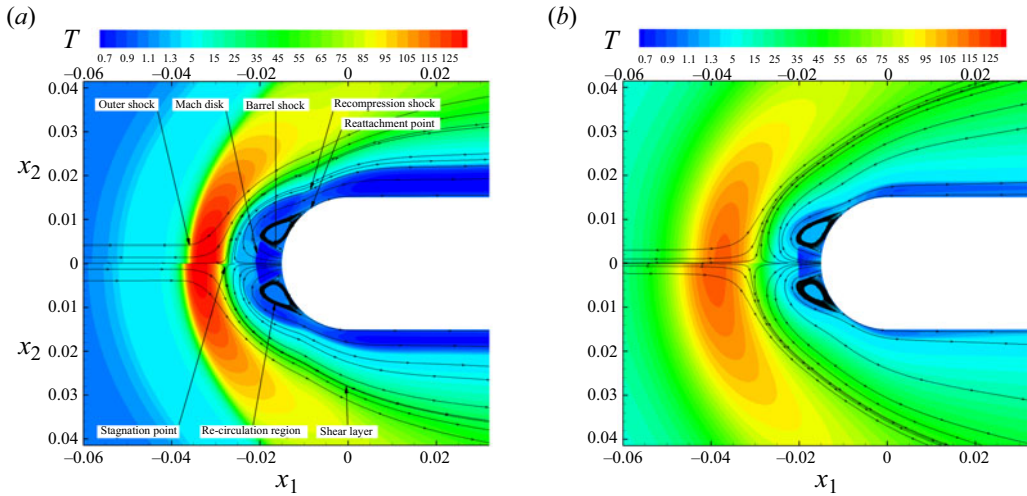 (a)
T
0.7 0.9 1.1 1.3 5 15 25 35 45 55 65 75 85 95 105 115 125
−0.06 −0.04 −0.02 0 0.02
0.04
Outer shock Mach disk Barrel shock Recompression shock
Reattachment point
0.03
x2 0.02
0.01
0
0.01
x2 0.02
0.03
Stagnation point Re-circulation region Shear layer
0.04
−0.06 −0.04 −0.02 0 0.02
x1
(b)
T
0.7 0.9 1.1 1.3 5 15 25 35 45 55 65 75 85 95 105 115 125
−0.06 −0.04 −0.02 0 0.02
0.04
0.03
0.02
0.01
0
0.01
0.02
0.03
0.04
−0.06 −0.04 −0.02 0 0.02
x1